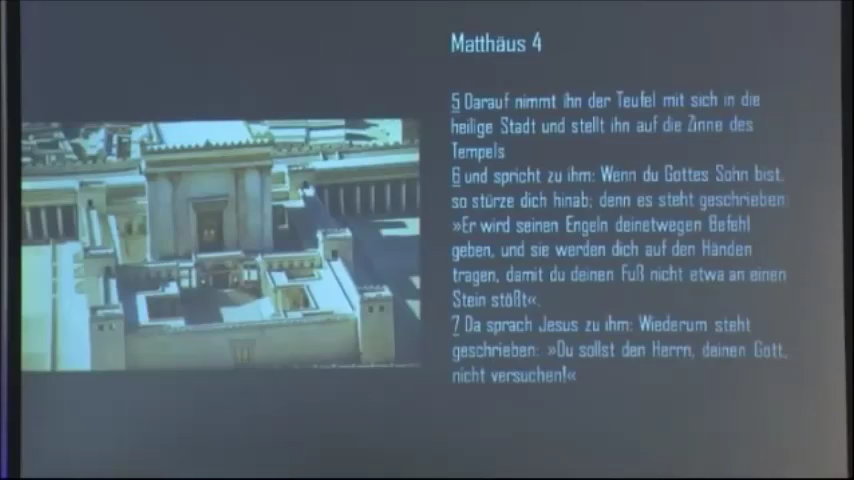 Matthäus 4
5 Darauf nimmt ihn der Teufel mit sich in die
heilige Stadt und stellt ihn auf die Zinne des
Tempels
6 und spricht zu ihm: Wenn du Gottes Sohn bist,
so stürze dich hinab; denn es steht geschrieben:
»Er wird seinen Engeln deinetwegen Befehl
geben, und sie werden dich auf den Händen
tragen, damit du deinen Fuß nicht etwa an einen
Stein stößt«.
7 Da sprach Jesus zu ihm: Wiederum steht
geschrieben: »Du sollst den Herrn, deinen Gott,
nicht versuchen!«